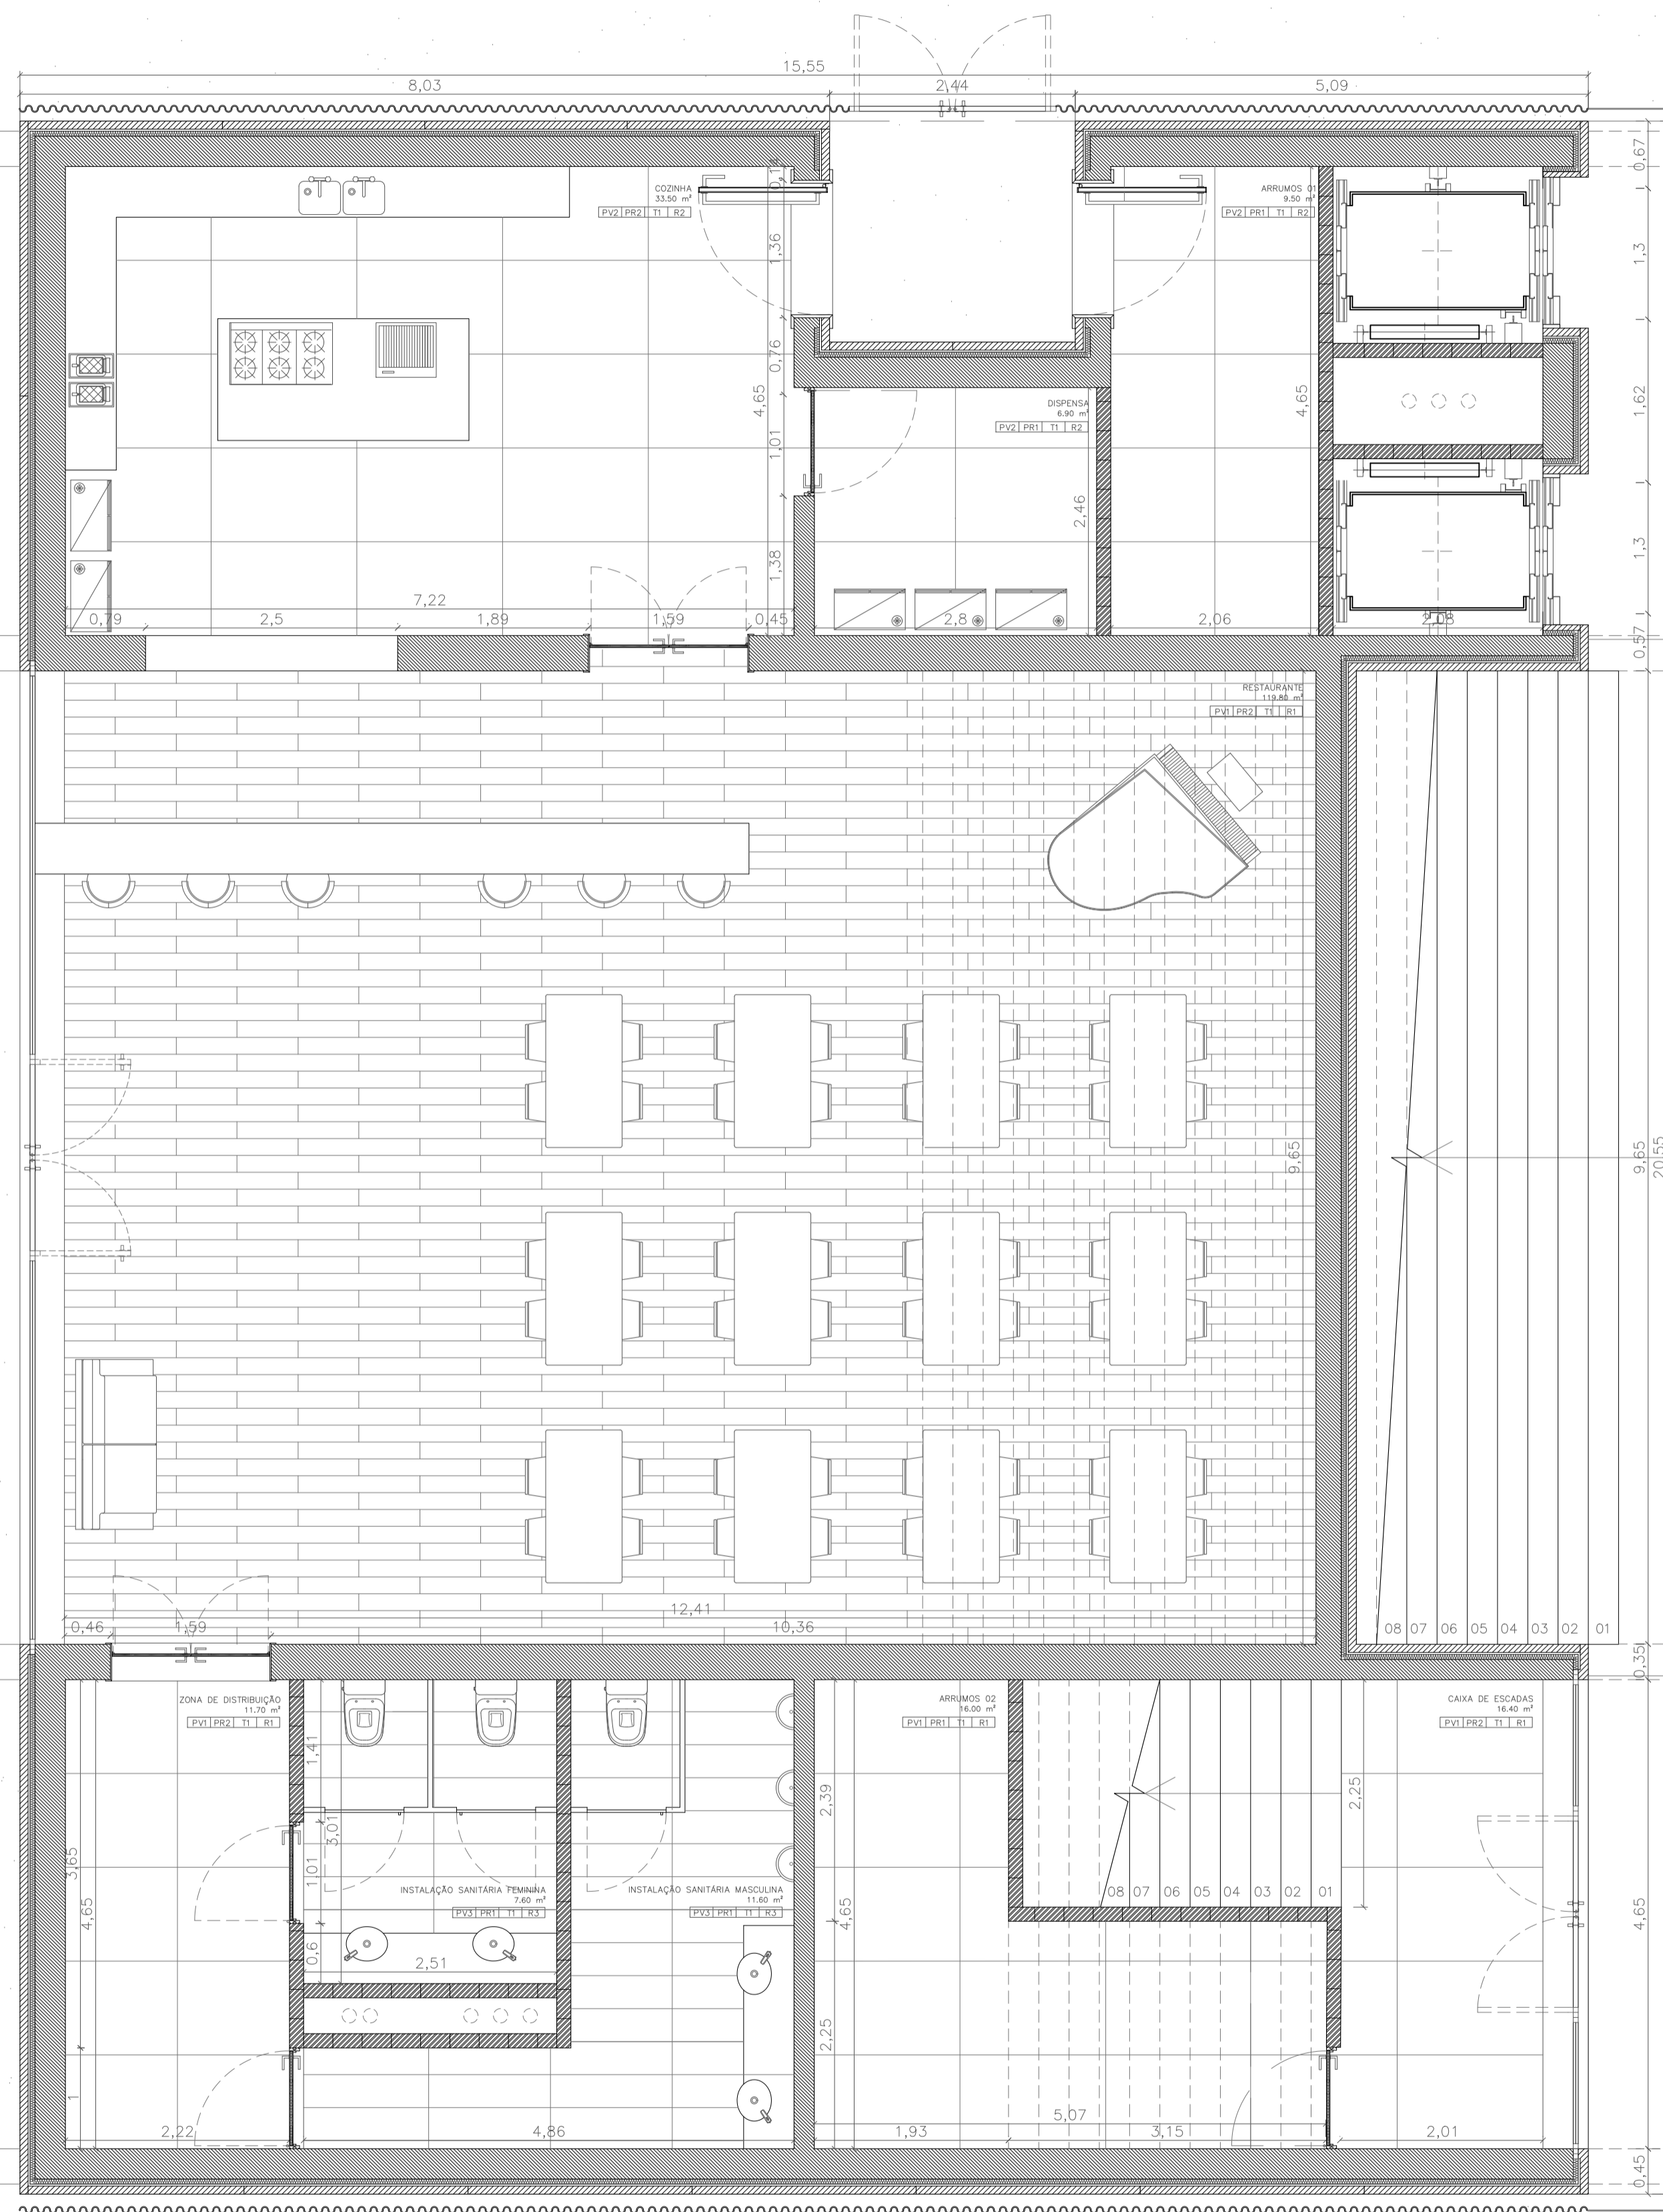 15,55
8,03
2,44
5,09
COZINHA
33.50 m²
PV2 PR2 T1 R2
0,14
ARRUMOS 01
9.50 m²
PV2 PR1 T1 R2
0,67
1,36
1,3
0,76
4,65
DISPENSA
6.90 m²
PV2 PR1 T1 R2
4,65
1,62
1,01
2,46
1,38
1,3
7,22
0,79
2,5
1,89
1,59
0,45
2,8
2,06
2,08
0,57
RESTAURANTE
119.80 m²
PV1 PR2 T1 R1
9,65
9,65
20,55
12,41
0,46
1,59
10,36
08 07 06 05 04 03 02 01
0,35
ZONA DE DISTRIBUIÇÃO
11.70 m²
PV1 PR2 T1 R1
ARRUMOS 02
16.00 m²
PV1 PR1 T1 R1
CAIXA DE ESCADAS
16.40 m²
PV1 PR2 T1 R1
1,41
3,01
2,39
2,25
3,65
4,65
1,01
INSTALAÇÃO SANITÁRIA FEMININA
7.60 m²
PV3 PR1 T1 R3
INSTALAÇÃO SANITÁRIA MASCULINA
11.60 m²
PV3 PR1 T1 R3
08 07 06 05 04 03 02 01
4,65
4,65
0,6
2,51
2,25
1
2,22
4,86
1,93
5,07
3,15
2,01
0,45